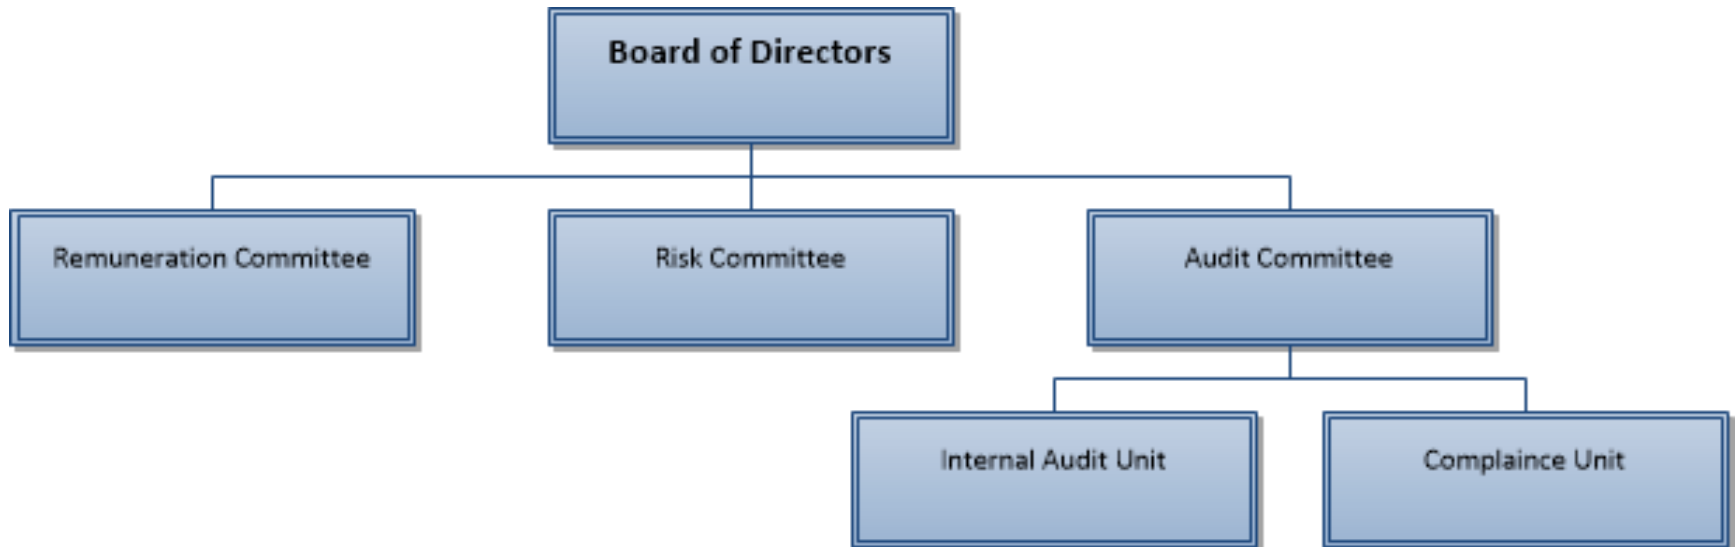 Board of Directors
Remuneration Committee
Risk Committee
Audit Committee
Internal Audit Unit
Complaince Unit